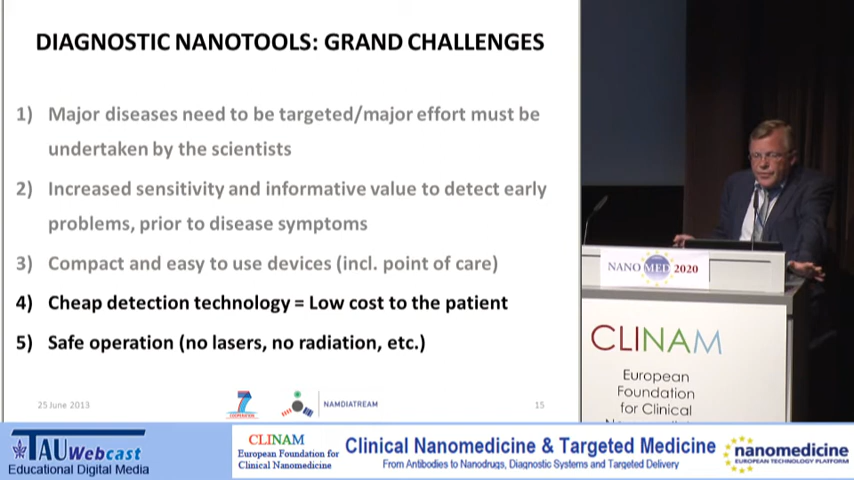 DIAGNOSTIC NANOTOOLS: GRAND CHALLENGES
1) Major diseases need to be targeted/major effort must be
undertaken by the scientists
2) Increased sensitivity and informative value to detect early
problems, prior to disease symptoms
3) Compact and easy to use devices (incl. point of care)
4) Cheap detection technology = Low cost to the patient
5) Safe operation (no lasers, no radiation, etc.)
25 June 2013
7
COOPERATION
NAMDIATREAM
15
NANOMED 2020
CLINAM
European
Foundation
for Clinical
TAU Webcast
Educational Digital Media
CLINAM
European Foundation for
Clinical Nanomedicine
Clinical Nanomedicine & Targeted Medicine
From Antibodies to Nanodrugs, Diagnostic Systems and Targeted Delivery
nanomedicine
EUROPEAN TECHNOLOGY PLATFORM